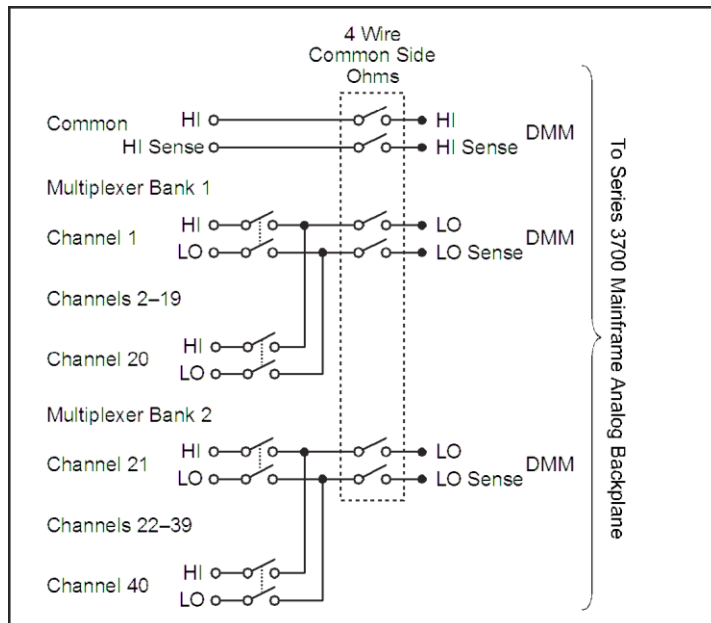 4 Wire
Common Side
Ohms
Common HI HI DMM
HI Sense HI Sense
Multiplexer Bank 1
Channel 1 HI LO DMM
LO LO Sense
Channels 2–19
Channel 20 HI
LO
Multiplexer Bank 2
Channel 21 HI LO DMM
LO LO Sense
Channels 22–39
Channel 40 HI
LO
To Series 3700 Mainframe Analog Backplane